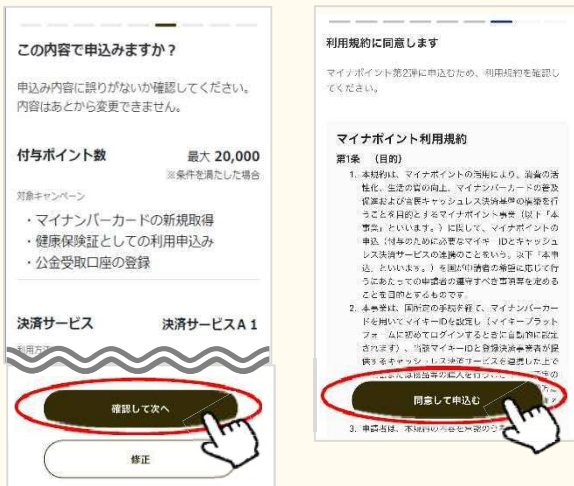 この内容で申込みますか？
申込み内容に誤りがないか確認してください。
内容はあとから変更できません。
付与ポイント数
最大 20,000
※条件を満たした場合
対象キャンペーン
・マイナンバーカードの新規取得
・健康保険証としての利用申込み
・公金受取口座の登録
決済サービス
決済サービスA 1
確認して次へ
修正
利用規約に同意します
マイナポイント第2弾に申込むため、利用規約を確認し
てください。
マイナポイント利用規約
第1条 （目的）
1. 本規約は、マイナポイントの活用により、消費の活
性化、生活の質の向上、マイナンバーカードの普及
促進および官民キャッシュレス決済基盤の構築を行
うことを目的とするマイナポイント事業（以下「本
事業」といいます。）に関して、マイナポイントの
申込（付与のために必要なマイキーIDとキャッシュ
レス決済サービスの連携のことをいう。以下「本申
込」といいます。）を国が申請者の希望に応じて行
うにあたっての申請者の遵守すべき事項等を定める
ことを目的とするものです。
2. 本事業は、国所定の手続を経て、マイナンバーカー
ドを用いてマイキーIDを設定し（マイキープラット
フォームに初めてログインするときに自動的に設定
されます）、当該マイキーIDと登録決済事業者が提
供するキャッシュレス決済サービスを連携した上で
同意して申込む
3. 申請者は、本規約の内容を承認のうえ